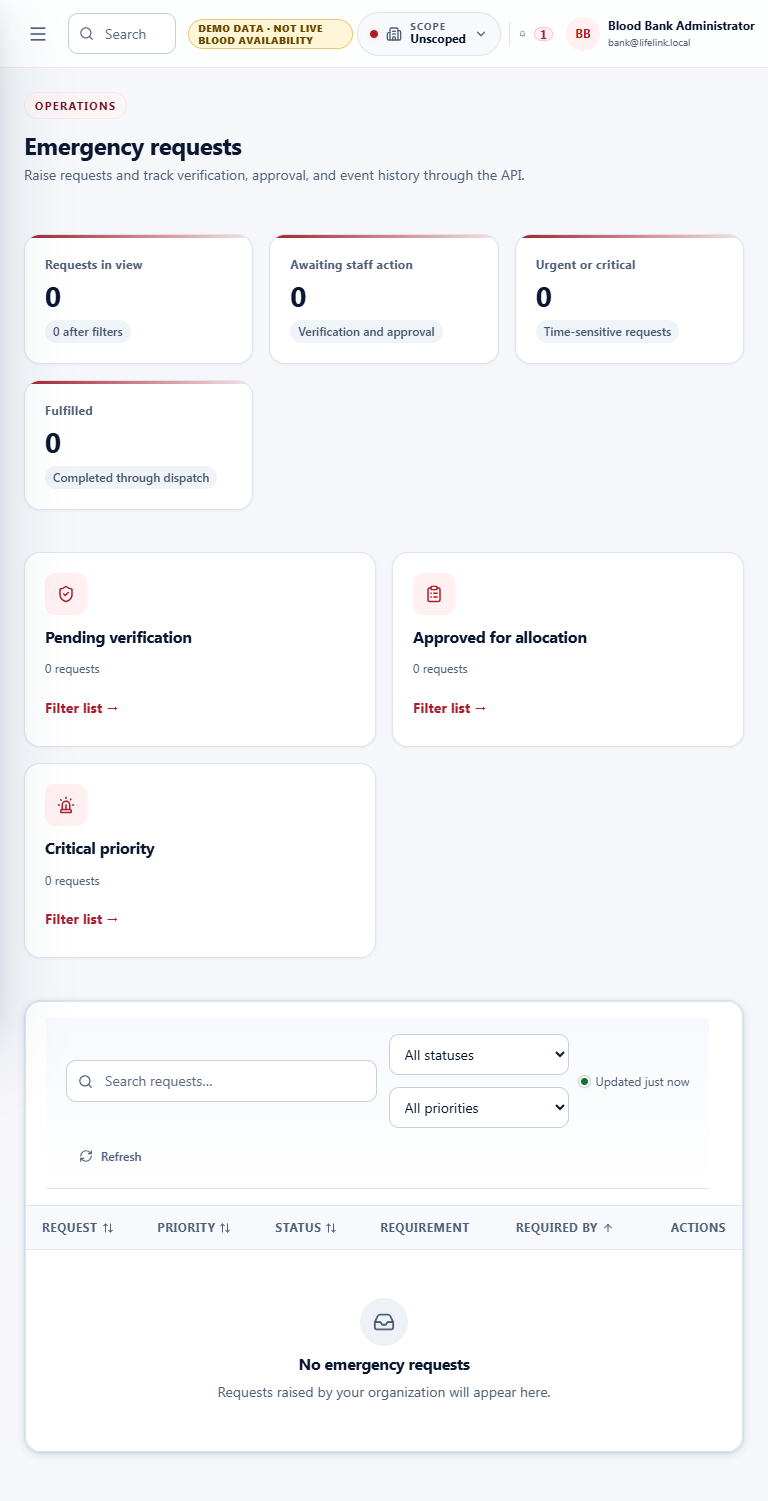 Search
DEMO DATA · NOT LIVE
BLOOD AVAILABILITY
SCOPE
Unscoped
1
BB
Blood Bank Administrator
bank@lifelink.local
OPERATIONS
Emergency requests
Raise requests and track verification, approval, and event history through the API.
Requests in view
0
0 after filters
Awaiting staff action
0
Verification and approval
Urgent or critical
0
Time-sensitive requests
Fulfilled
0
Completed through dispatch
Pending verification
0 requests
Filter list →
Approved for allocation
0 requests
Filter list →
Critical priority
0 requests
Filter list →
Search requests...
All statuses
All priorities
Updated just now
Refresh
REQUEST ↑↓ PRIORITY ↑↓ STATUS ↑↓ REQUIREMENT REQUIRED BY ↑ ACTIONS
No emergency requests
Requests raised by your organization will appear here.